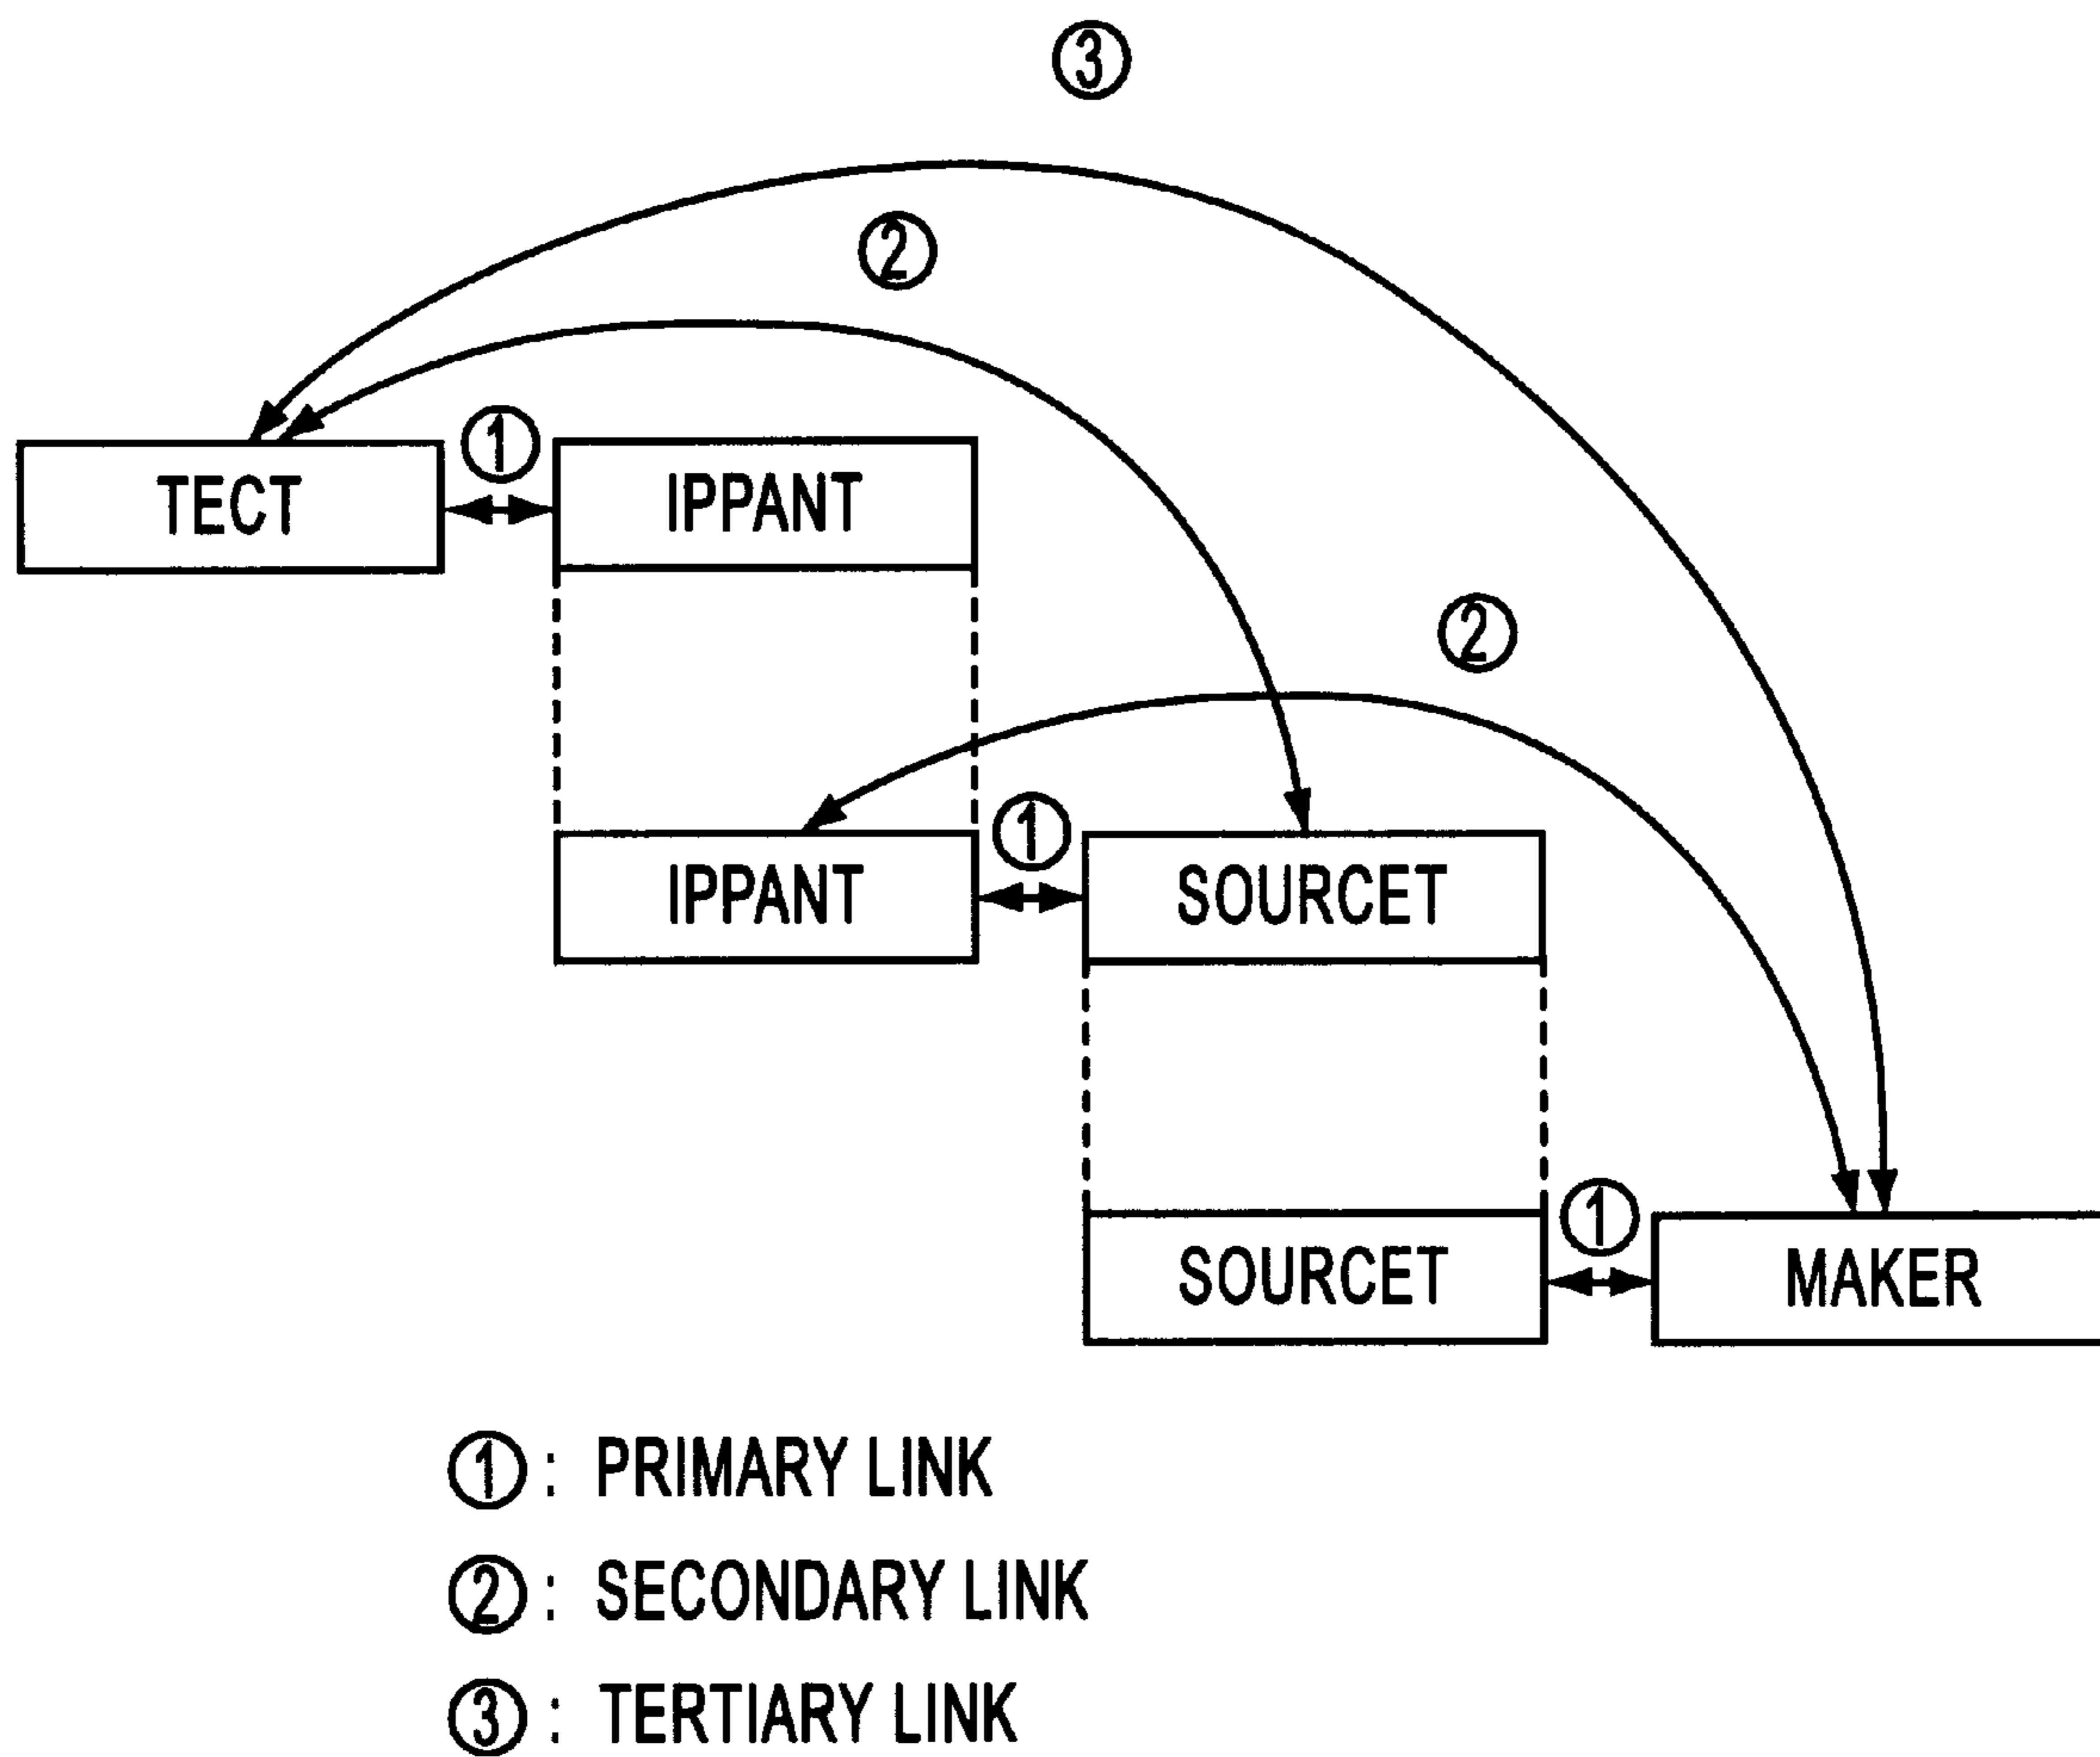 ③
②
① 
TECT
IPPANT
②
①
IPPANT
SOURCET
①
SOURCET
MAKER
① : PRIMARY LINK
② : SECONDARY LINK
③ : TERTIARY LINK